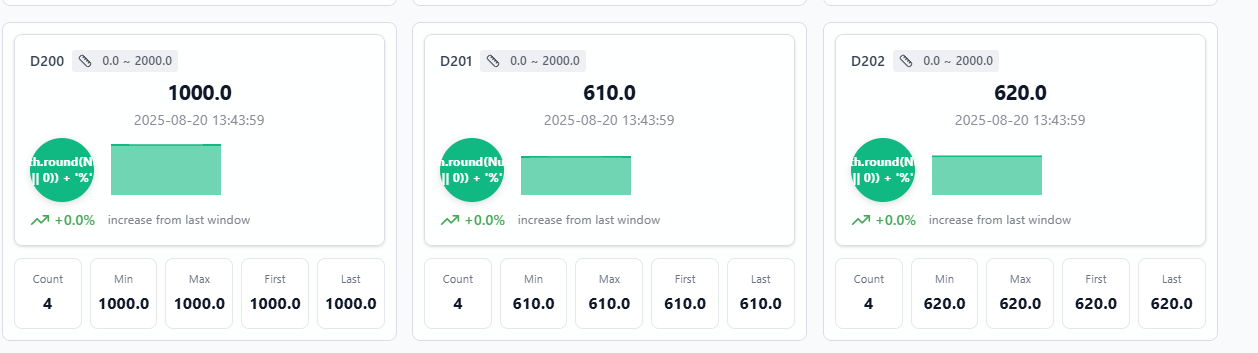 D200 0.0 ~ 2000.0
1000.0
2025-08-20 13:43:59
th.round(N
|| 0)) + '%'
+0.0% increase from last window
Count Min Max First Last
4 1000.0 1000.0 1000.0 1000.0
D201 0.0 ~ 2000.0
610.0
2025-08-20 13:43:59
h.round(Nu
|| 0)) + '%'
+0.0% increase from last window
Count Min Max First Last
4 610.0 610.0 610.0 610.0
D202 0.0 ~ 2000.0
620.0
2025-08-20 13:43:59
th.round(N
|| 0)) + '%'
+0.0% increase from last window
Count Min Max First Last
4 620.0 620.0 620.0 620.0